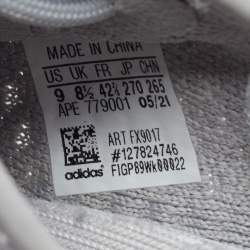 MADE IN CHINA
US UK FR JP CHN
9 8½ 42⅔ 270 265
APE 779001 05/21
ART FX9017
#127824746
adidas
F1GP89WK00022